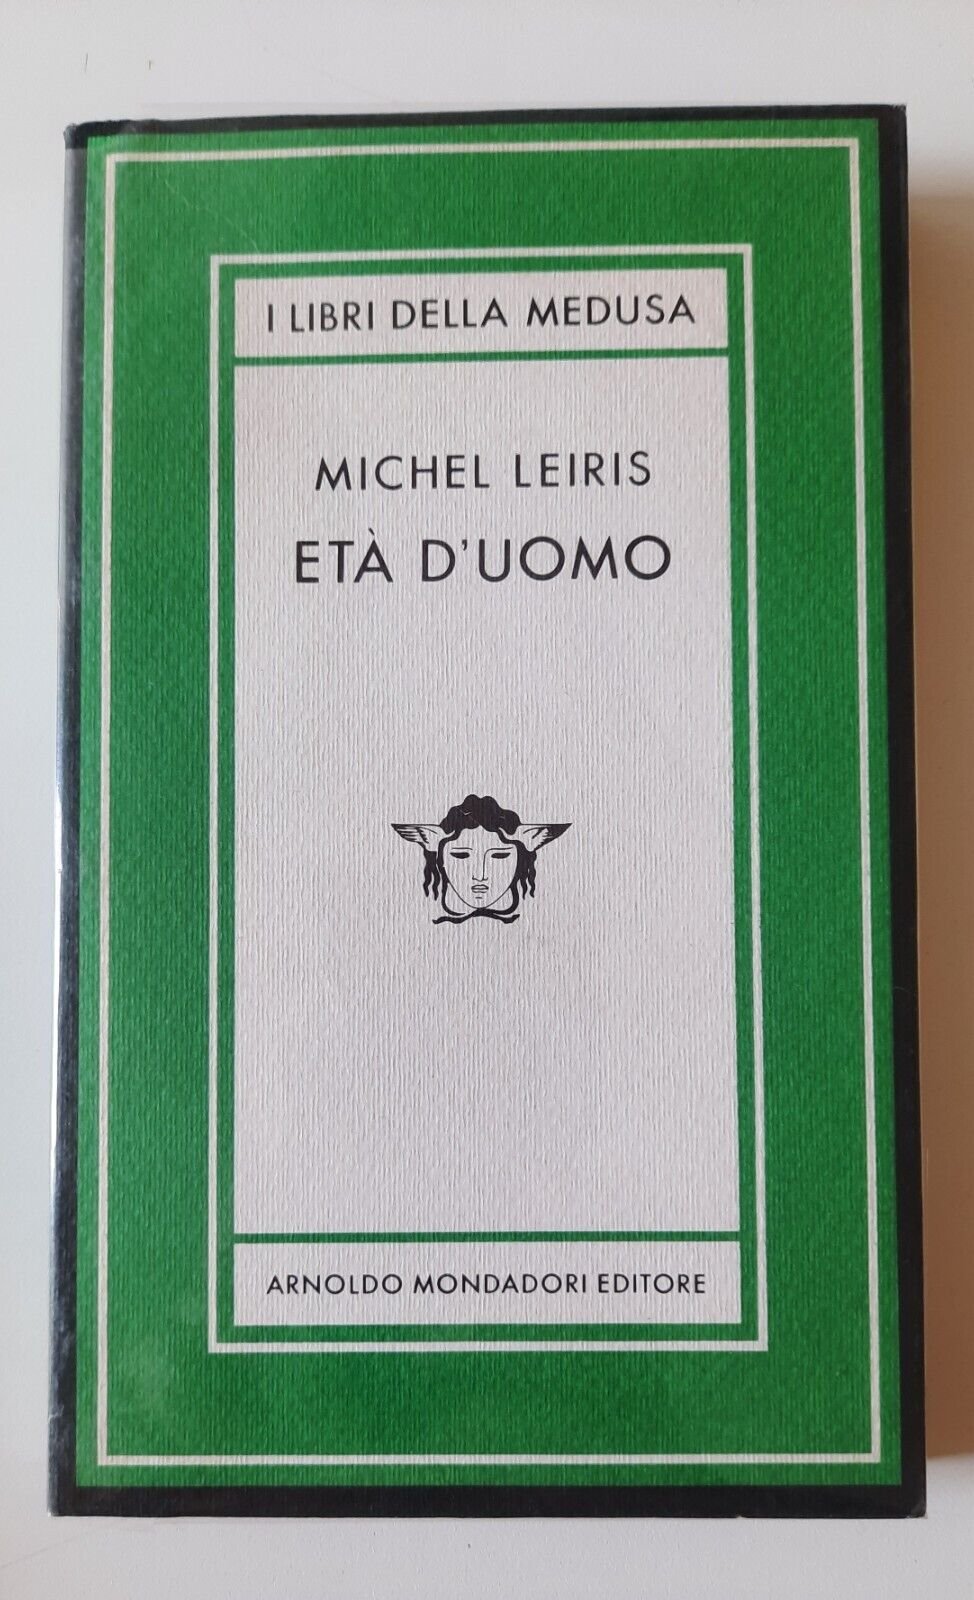 I LIBRI DELLA MEDUSA
MICHEL LEIRIS
ETÀ D'UOMO
ARNOLDO MONDADORI EDITORE